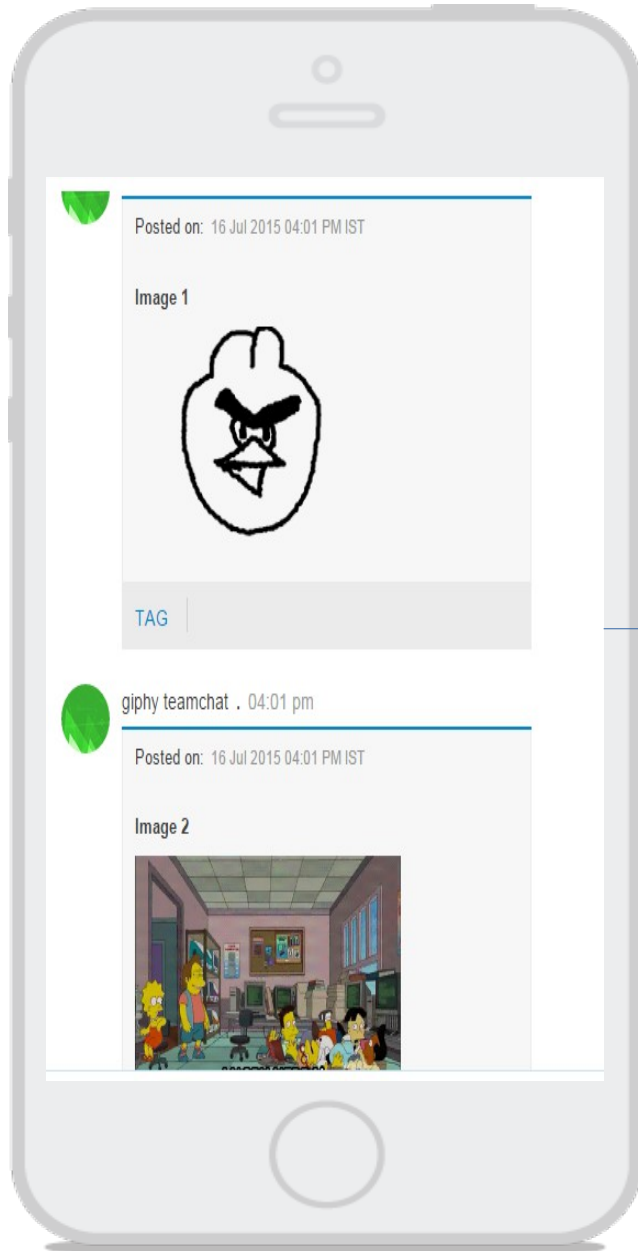 Posted on: 16 Jul 2015 04:01 PM IST
Image 1
TAG
giphy teamchat . 04:01 pm
Posted on: 16 Jul 2015 04:01 PM IST
Image 2